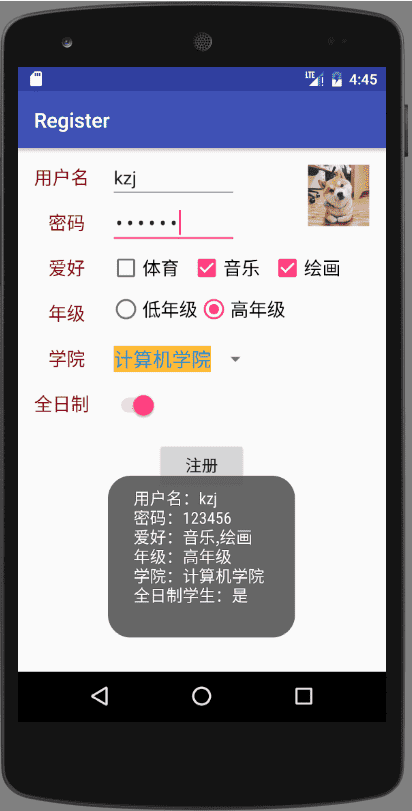 LTE 4:45
Register
用户名 kzj
密码 ••••••
爱好 体育 音乐 绘画
年级 低年级 高年级
学院 计算机学院
全日制
注册
用户名：kzj
密码：123456
爱好：音乐,绘画
年级：高年级
学院：计算机学院
全日制学生：是